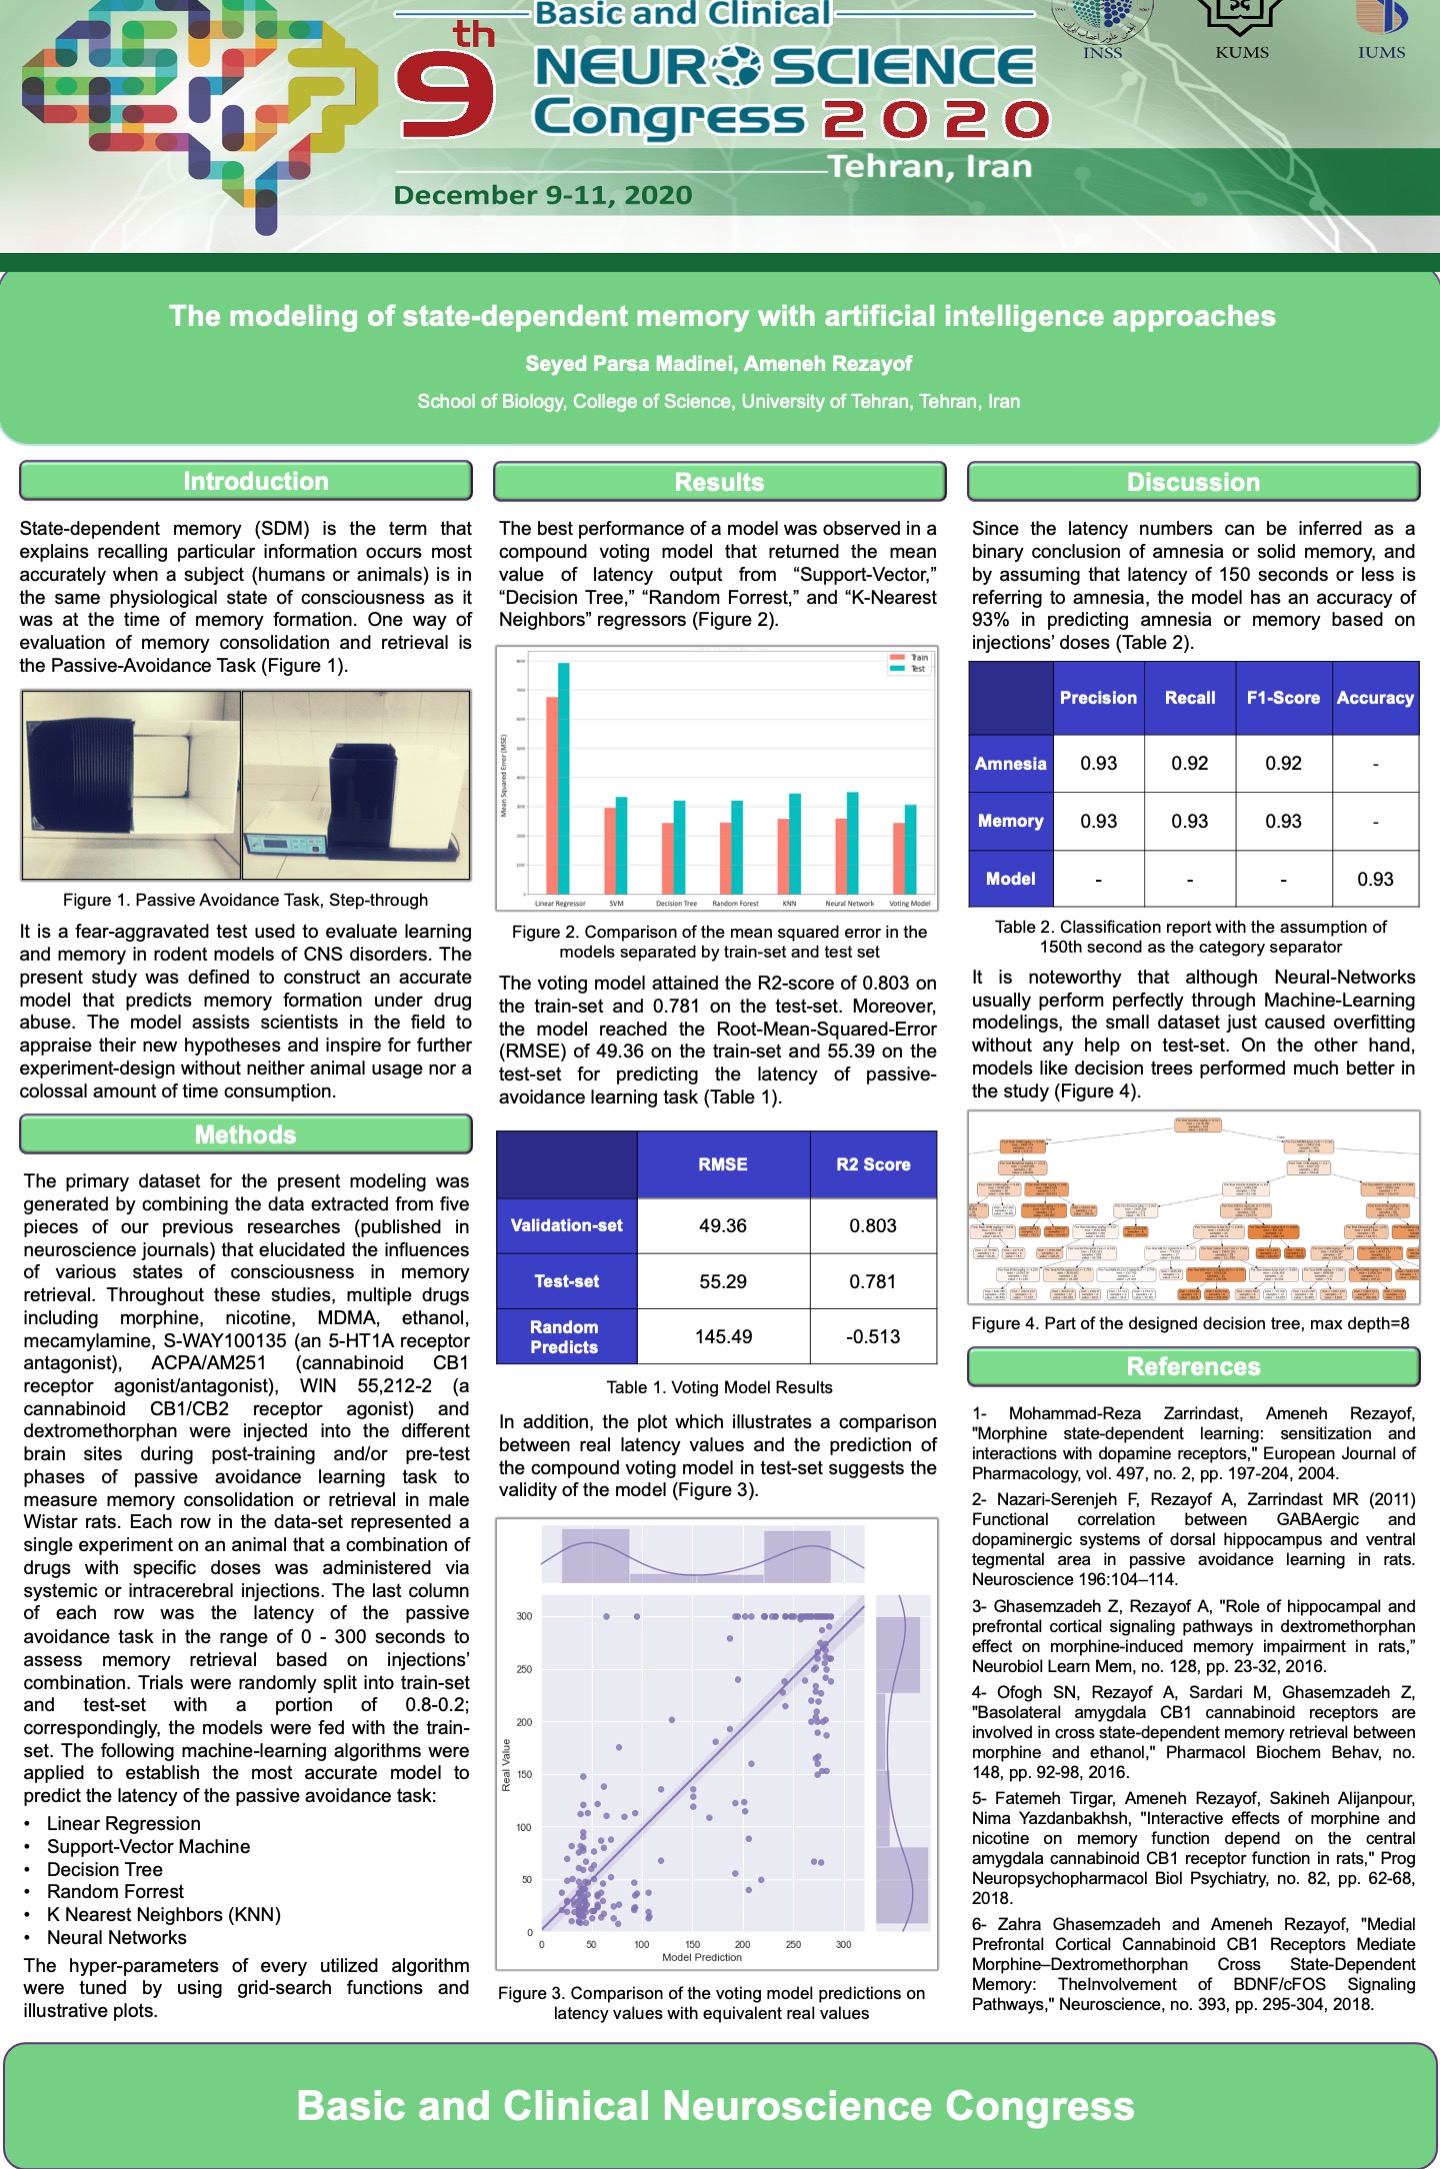 Basic and Clinical
9th
NEUROSCIENCE
Congress 2020
Tehran, Iran
December 9-11, 2020
INSS
KUMS
IUMS
The modeling of state-dependent memory with artificial intelligence approaches
Seyed Parsa Madinei, Ameneh Rezayof
School of Biology, College of Science, University of Tehran, Tehran, Iran
Introduction
State-dependent memory (SDM) is the term that
explains recalling particular information occurs most
accurately when a subject (humans or animals) is in
the same physiological state of consciousness as it
was at the time of memory formation. One way of
evaluation of memory consolidation and retrieval is
the Passive-Avoidance Task (Figure 1).
Figure 1. Passive Avoidance Task, Step-through
It is a fear-aggravated test used to evaluate learning
and memory in rodent models of CNS disorders. The
present study was defined to construct an accurate
model that predicts memory formation under drug
abuse. The model assists scientists in the field to
appraise their new hypotheses and inspire for further
experiment-design without neither animal usage nor a
colossal amount of time consumption.
Methods
The primary dataset for the present modeling was
generated by combining the data extracted from five
pieces of our previous researches (published in
neuroscience journals) that elucidated the influences
of various states of consciousness in memory
retrieval. Throughout these studies, multiple drugs
including morphine, nicotine, MDMA, ethanol,
mecamylamine, S-WAY100135 (an 5-HT1A receptor
antagonist), ACPA/AM251 (cannabinoid CB1
receptor agonist/antagonist), WIN 55,212-2 (a
cannabinoid CB1/CB2 receptor agonist) and
dextromethorphan were injected into the different
brain sites during post-training and/or pre-test
phases of passive avoidance learning task to
measure memory consolidation or retrieval in male
Wistar rats. Each row in the data-set represented a
single experiment on an animal that a combination of
drugs with specific doses was administered via
systemic or intracerebral injections. The last column
of each row was the latency of the passive
avoidance task in the range of 0 - 300 seconds to
assess memory retrieval based on injections'
combination. Trials were randomly split into train-set
and test-set with a portion of 0.8-0.2;
correspondingly, the models were fed with the train-
set. The following machine-learning algorithms were
applied to establish the most accurate model to
predict the latency of the passive avoidance task:
• Linear Regression
• Support-Vector Machine
• Decision Tree
• Random Forrest
• K Nearest Neighbors (KNN)
• Neural Networks
The hyper-parameters of every utilized algorithm
were tuned by using grid-search functions and
illustrative plots.
Results
The best performance of a model was observed in a
compound voting model that returned the mean
value of latency output from “Support-Vector,”
“Decision Tree,” “Random Forrest,” and “K-Nearest
Neighbors” regressors (Figure 2).
Train
Test
Mean Squared Error (MSE)
Linear Regressor SVM Decision Tree Random Forest KNN Neural Network Voting Model
Figure 2. Comparison of the mean squared error in the
models separated by train-set and test set
The voting model attained the R2-score of 0.803 on
the train-set and 0.781 on the test-set. Moreover,
the model reached the Root-Mean-Squared-Error
(RMSE) of 49.36 on the train-set and 55.39 on the
test-set for predicting the latency of passive-
avoidance learning task (Table 1).
RMSE R2 Score
Validation-set 49.36 0.803
Test-set 55.29 0.781
Random
Predicts 145.49 -0.513
Table 1. Voting Model Results
In addition, the plot which illustrates a comparison
between real latency values and the prediction of
the compound voting model in test-set suggests the
validity of the model (Figure 3).
300
250
200
150
100
50
0
Real Value
0 50 100 150 200 250 300
Model Prediction
Figure 3. Comparison of the voting model predictions on
latency values with equivalent real values
Discussion
Since the latency numbers can be inferred as a
binary conclusion of amnesia or solid memory, and
by assuming that latency of 150 seconds or less is
referring to amnesia, the model has an accuracy of
93% in predicting amnesia or memory based on
injections' doses (Table 2).
Precision Recall F1-Score Accuracy
Amnesia 0.93 0.92 0.92 -
Memory 0.93 0.93 0.93 -
Model - - - 0.93
Table 2. Classification report with the assumption of
150th second as the category separator
It is noteworthy that although Neural-Networks
usually perform perfectly through Machine-Learning
modelings, the small dataset just caused overfitting
without any help on test-set. On the other hand,
models like decision trees performed much better in
the study (Figure 4).
Figure 4. Part of the designed decision tree, max depth=8
References
1- Mohammad-Reza Zarrindast, Ameneh Rezayof,
"Morphine state-dependent learning: sensitization and
interactions with dopamine receptors," European Journal of
Pharmacology, vol. 497, no. 2, pp. 197-204, 2004.
2- Nazari-Serenjeh F, Rezayof A, Zarrindast MR (2011)
Functional correlation between GABAergic and
dopaminergic systems of dorsal hippocampus and ventral
tegmental area in passive avoidance learning in rats.
Neuroscience 196:104–114.
3- Ghasemzadeh Z, Rezayof A, "Role of hippocampal and
prefrontal cortical signaling pathways in dextromethorphan
effect on morphine-induced memory impairment in rats,"
Neurobiol Learn Mem, no. 128, pp. 23-32, 2016.
4- Ofogh SN, Rezayof A, Sardari M, Ghasemzadeh Z,
"Basolateral amygdala CB1 cannabinoid receptors are
involved in cross state-dependent memory retrieval between
morphine and ethanol," Pharmacol Biochem Behav, no.
148, pp. 92-98, 2016.
5- Fatemeh Tirgar, Ameneh Rezayof, Sakineh Alijanpour,
Nima Yazdanbakhsh, "Interactive effects of morphine and
nicotine on memory function depend on the central
amygdala cannabinoid CB1 receptor function in rats," Prog
Neuropsychopharmacol Biol Psychiatry, no. 82, pp. 62-68,
2018.
6- Zahra Ghasemzadeh and Ameneh Rezayof, "Medial
Prefrontal Cortical Cannabinoid CB1 Receptors Mediate
Morphine–Dextromethorphan Cross State-Dependent
Memory: TheInvolvement of BDNF/cFOS Signaling
Pathways," Neuroscience, no. 393, pp. 295-304, 2018.
Basic and Clinical Neuroscience Congress